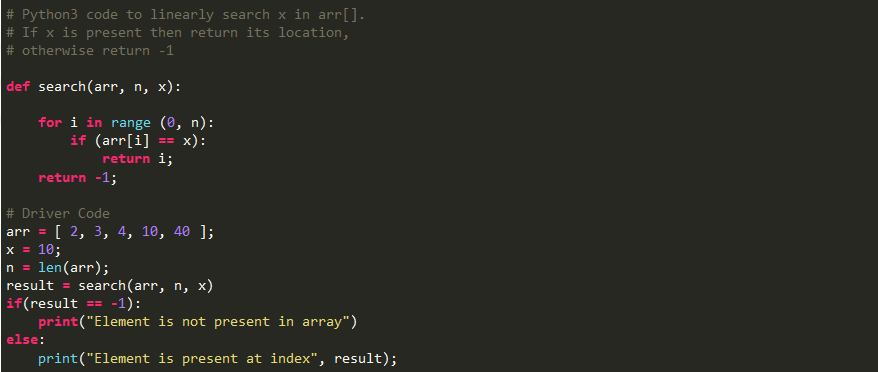 # Python3 code to linearly search x in arr[].
# If x is present then return its location,
# otherwise return -1

def search(arr, n, x):

    for i in range (0, n):
        if (arr[i] == x):
            return i;
    return -1;

# Driver Code
arr = [ 2, 3, 4, 10, 40 ];
x = 10;
n = len(arr);
result = search(arr, n, x)
if(result == -1):
    print("Element is not present in array")
else:
    print("Element is present at index", result);